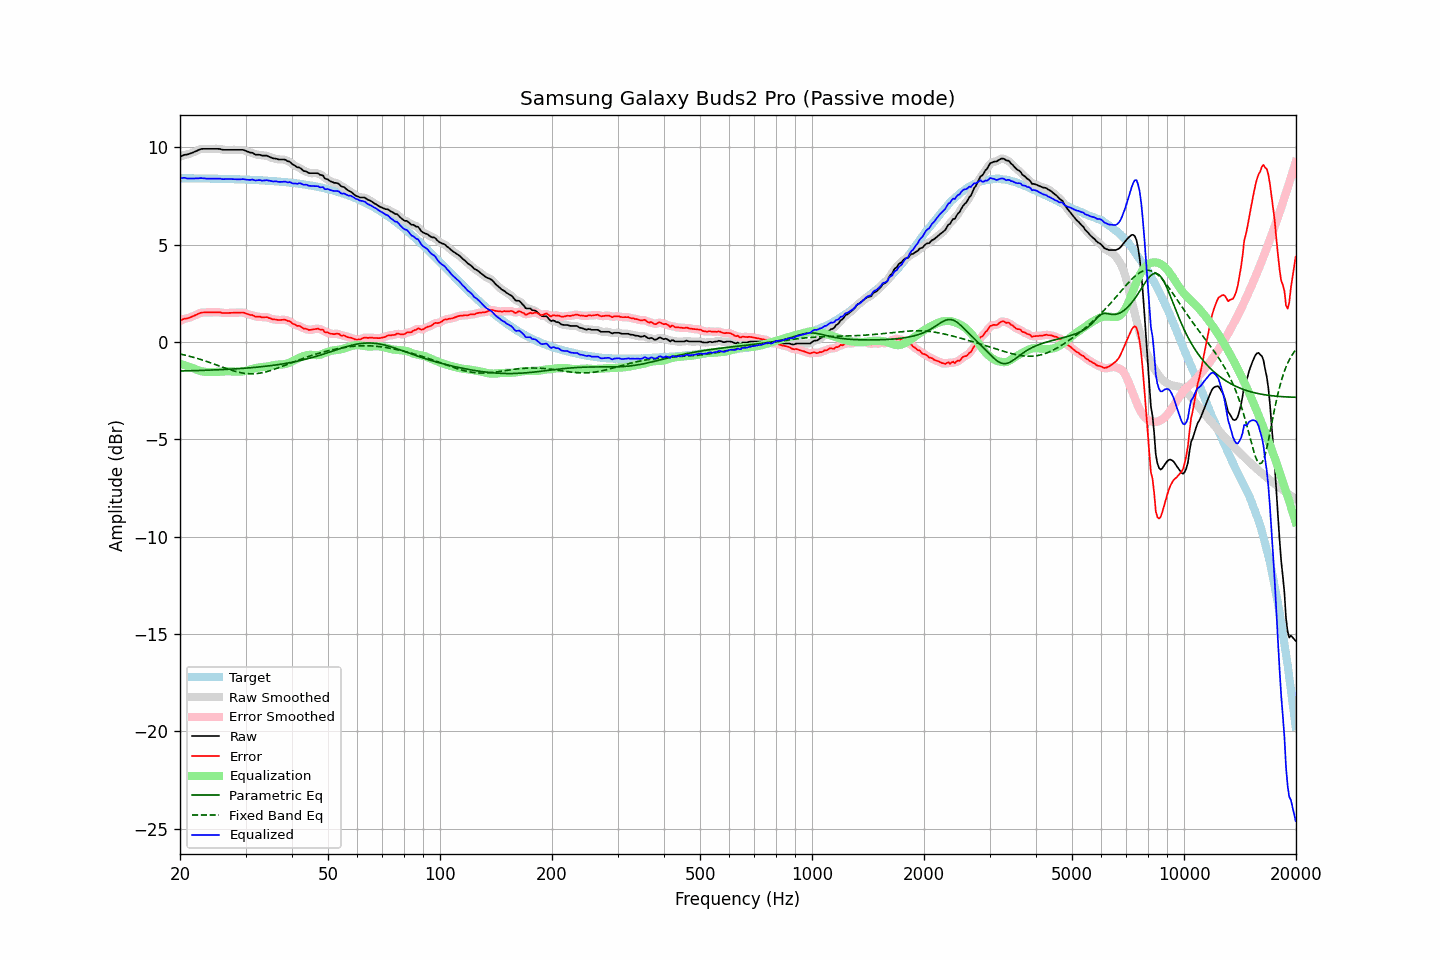 Samsung Galaxy Buds2 Pro (Passive mode)
Amplitude (dBr)
10
5
0
−5
−10
−15
−20
−25
Target
Raw Smoothed
Error Smoothed
Raw
Error
Equalization
Parametric Eq
Fixed Band Eq
Equalized
20 50 100 200 500 1000 2000 5000 10000 20000
Frequency (Hz)